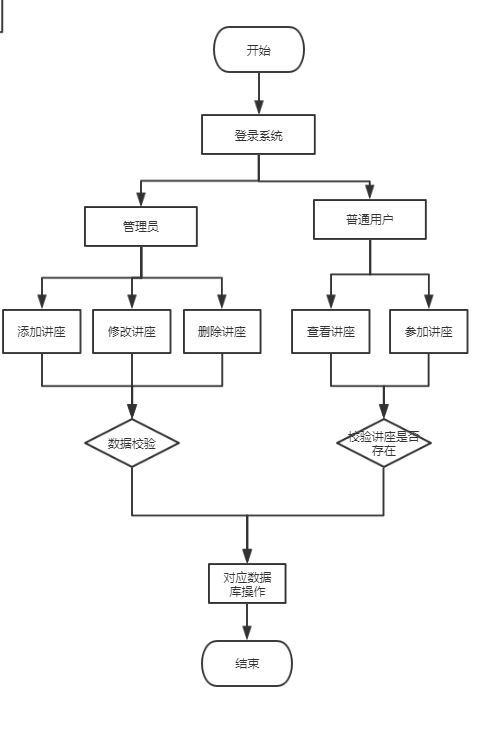 开始
登录系统
管理员
普通用户
添加讲座
修改讲座
删除讲座
查看讲座
参加讲座
数据校验
校验讲座是否
存在
对应数据
库操作
结束